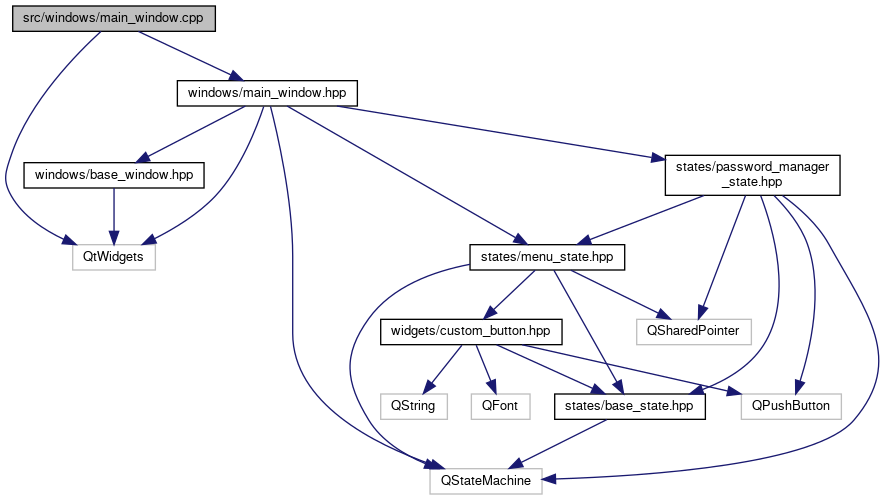 src/windows/main_window.cpp
windows/main_window.hpp
states/password_manager
_state.hpp
windows/base_window.hpp
QtWidgets
states/menu_state.hpp
widgets/custom_button.hpp
QSharedPointer
QString
QFont
states/base_state.hpp
QPushButton
QStateMachine